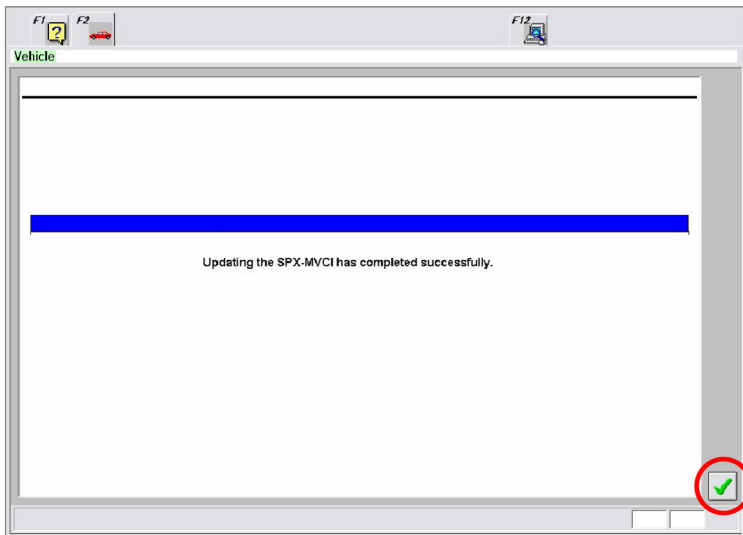 F1 F2 F12
Vehicle
Updating the SPX-MVCI has completed successfully.